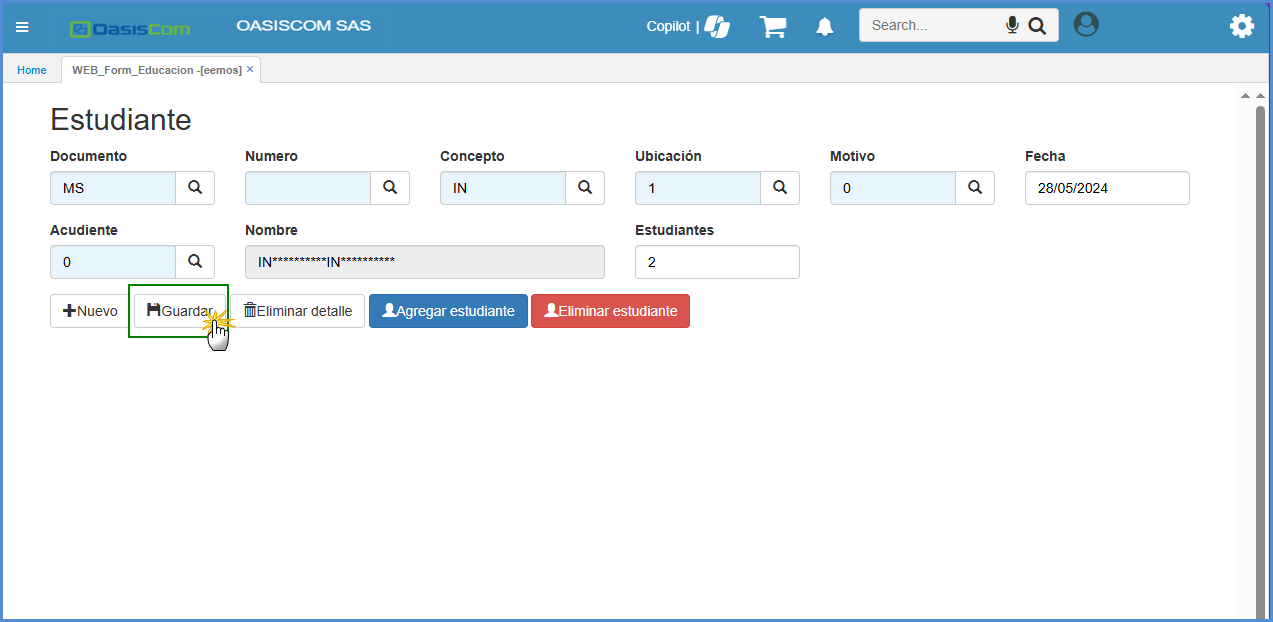 OasisCom OASISCOM SAS Copilot | Search...
Home WEB_Form_Educacion -[eemos] ×
Estudiante
Documento Numero Concepto Ubicación Motivo Fecha
MS IN 1 0 28/05/2024
Acudiente Nombre Estudiantes
0 IN**********IN********** 2
Nuevo Guardar Eliminar detalle Agregar estudiante Eliminar estudiante